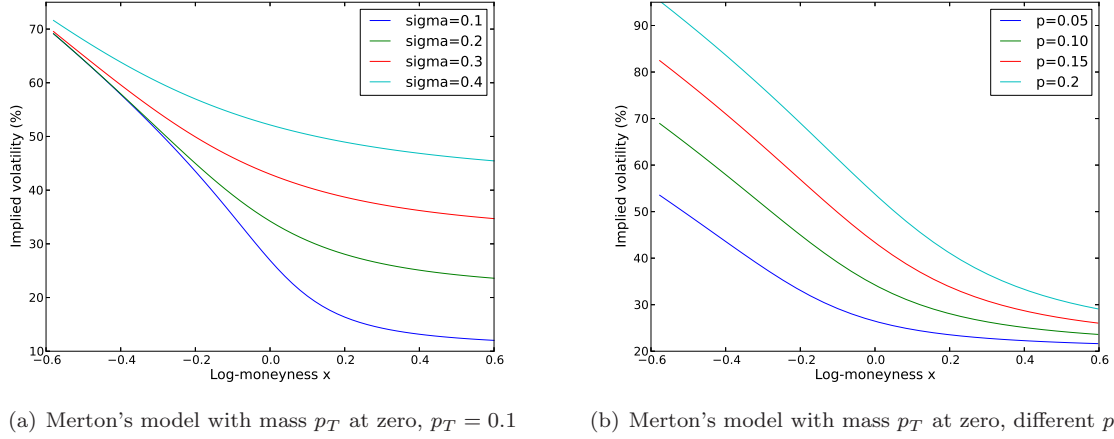 70
60
50
40
30
20
10
−0.6
−0.4
−0.2
0.0
0.2
0.4
0.6
Implied volatility (%)
Log-moneyness x
sigma=0.1
sigma=0.2
sigma=0.3
sigma=0.4
(a) Merton's model with mass p_T at zero, p_T = 0.1
90
80
70
60
50
40
30
20
−0.6
−0.4
−0.2
0.0
0.2
0.4
0.6
Implied volatility (%)
Log-moneyness x
p=0.05
p=0.10
p=0.15
p=0.2
(b) Merton's model with mass p_T at zero, different p